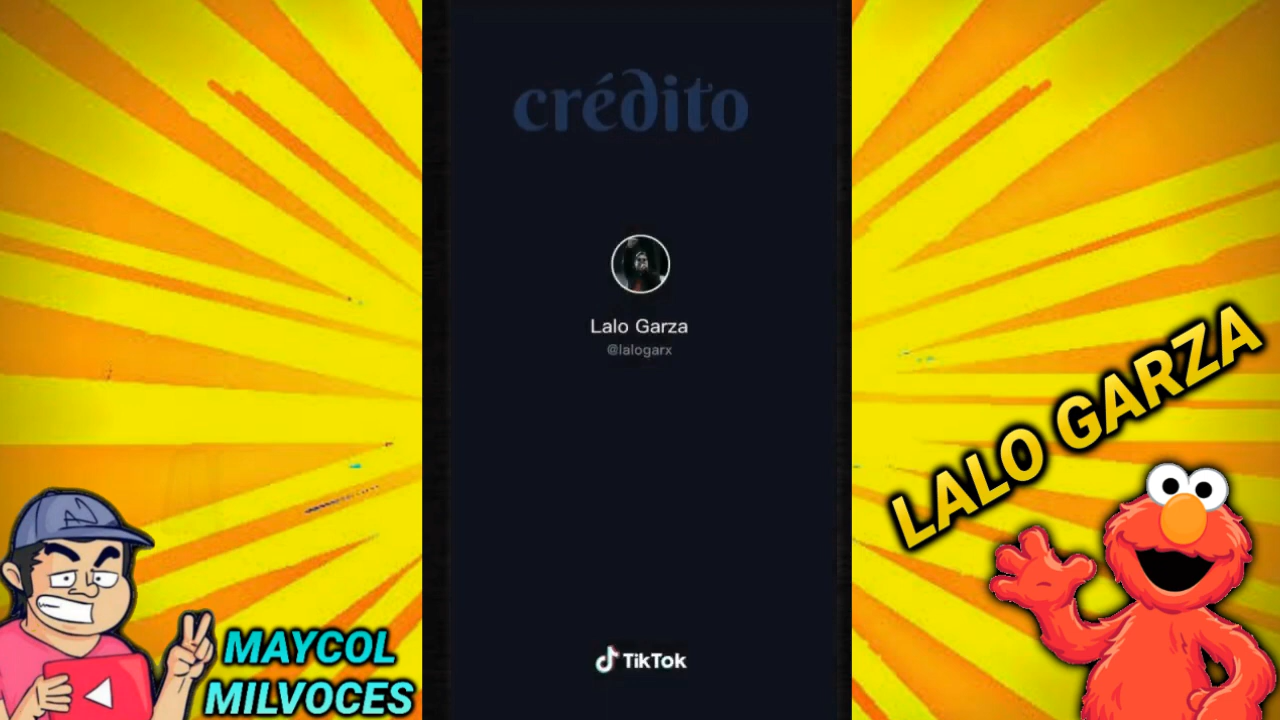 crédito
Lalo Garza
@lalogarx
TikTok
LALO GARZA
MAYCOL
MILVOCES